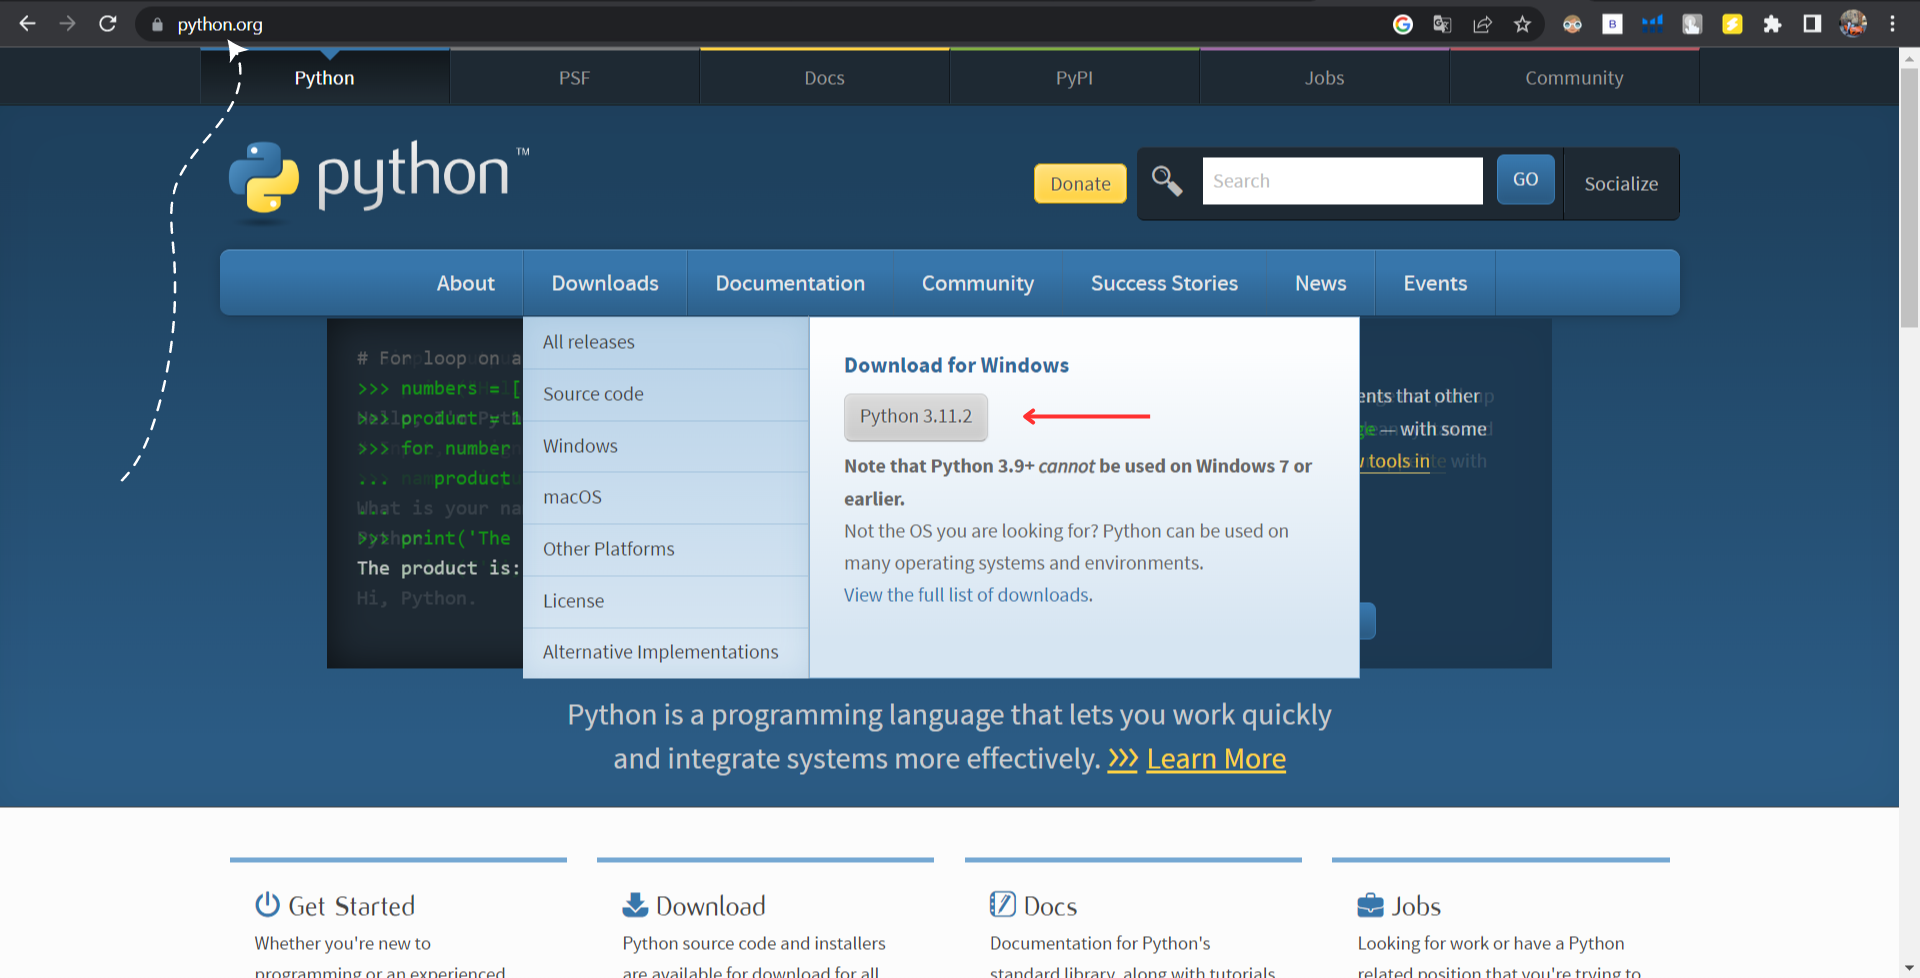 python.org
Python
PSF
Docs
PyPI
Jobs
Community
python™
Donate
Search
GO
Socialize
About
Downloads
Documentation
Community
Success Stories
News
Events
All releases
Source code
Windows
macOS
Other Platforms
License
Alternative Implementations
Download for Windows
Python 3.11.2
Note that Python 3.9+ cannot be used on Windows 7 or
earlier.
Not the OS you are looking for? Python can be used on
many operating systems and environments.
View the full list of downloads.
# For loop on a
>>> numbers = [
>>> product = 1
>>> for number
... product
...
>>> print('The
The product is:
Hi, Python.
ents that other
— with some
tools in
with
Python is a programming language that lets you work quickly
and integrate systems more effectively. >>> Learn More
Get Started
Whether you're new to
programming or an experienced
Download
Python source code and installers
are available for download for all
Docs
Documentation for Python's
standard library, along with tutorials
Jobs
Looking for work or have a Python
related position that you're trying to